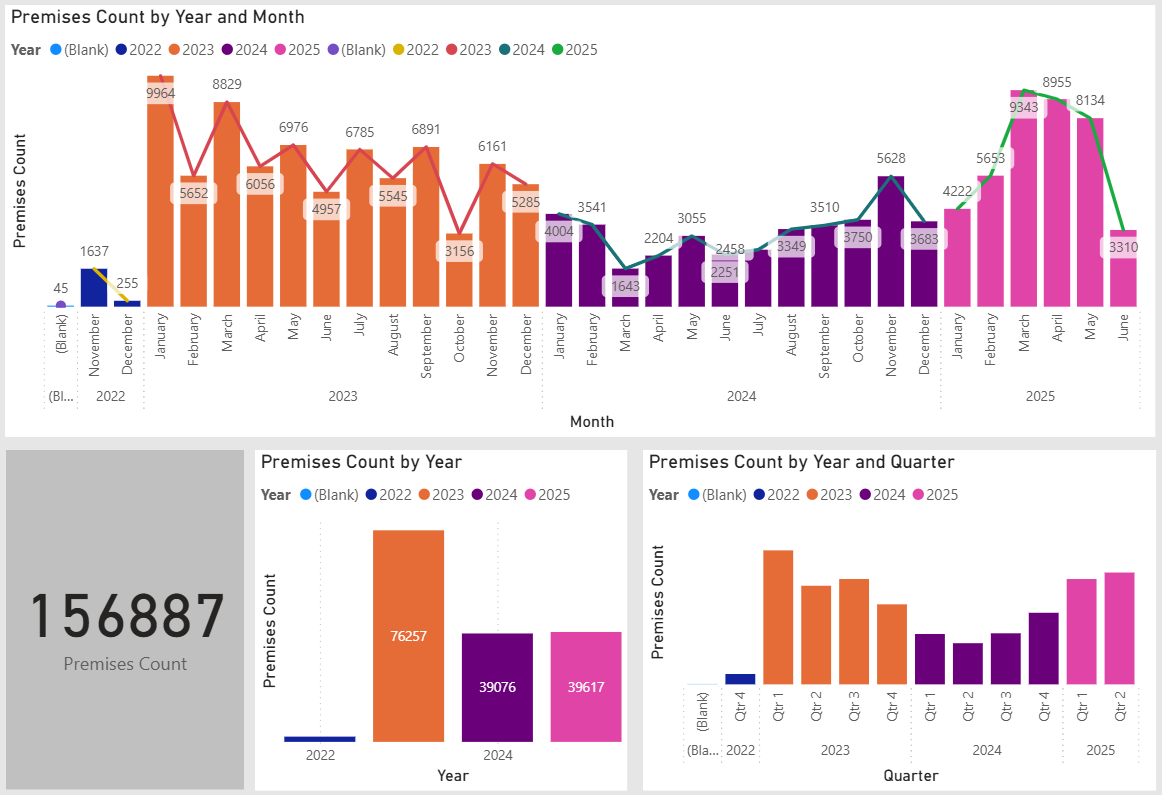 Premises Count by Year and Month
Year (Blank) 2022 2023 2024 2025 (Blank) 2022 2023 2024 2025
Premises Count
45 1637 255 9964 5652 8829 6056 6976 4957 6785 5545 6891 3156 6161 5285 4004 3541 1643 2204 3055 2251 2458 3349 3510 3750 5628 3683 4222 5653 9343 8955 8134 3310
(Blank) November December January February March April May June July August September October November December January February March April May June July August September October November December January February March April May June
(Bl... 2022 2023 2024 2025
Month
156887
Premises Count
Premises Count by Year
Year (Blank) 2022 2023 2024 2025
Premises Count
76257 39076 39617
2022 2024
Year
Premises Count by Year and Quarter
Year (Blank) 2022 2023 2024 2025
Premises Count
(Blank) Qtr 4 Qtr 1 Qtr 2 Qtr 3 Qtr 4 Qtr 1 Qtr 2 Qtr 3 Qtr 4 Qtr 1 Qtr 2
(Bla... 2022 2023 2024 2025
Quarter